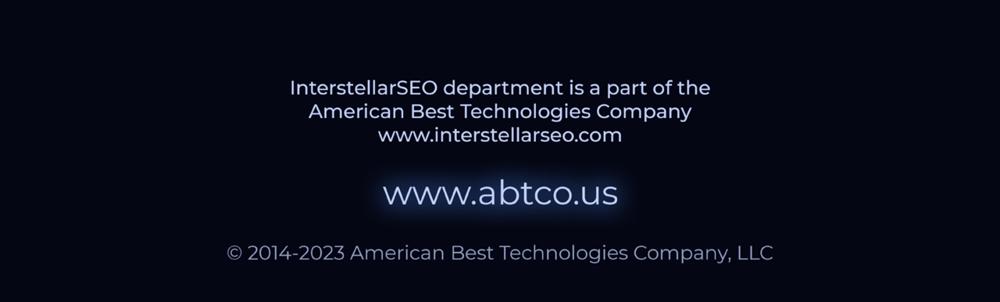 InterstellarSEO department is a part of the
American Best Technologies Company
www.interstellarseo.com
www.abtco.us
© 2014-2023 American Best Technologies Company, LLC